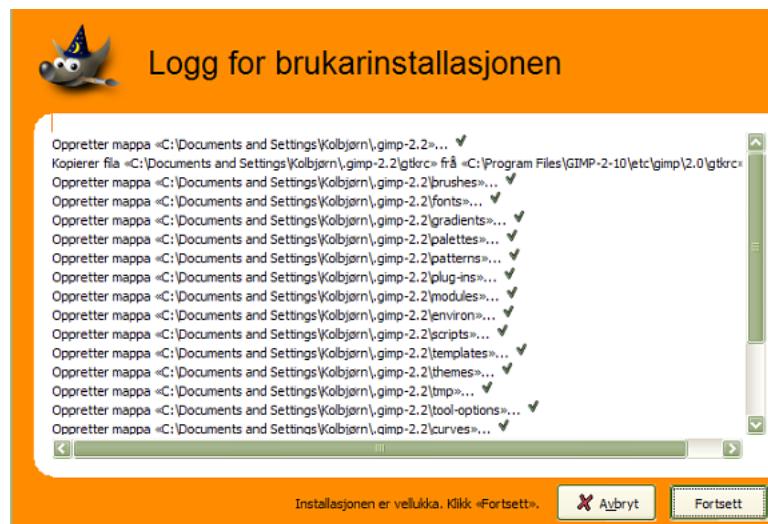 Logg for brukarinstallasjonen
Oppretter mappa «C:\Documents and Settings\Kolbjørn\.gimp-2.2»...
Kopierer fila «C:\Documents and Settings\Kolbjørn\.gimp-2.2\gtkrc» frå «C:\Program Files\GIMP-2-10\etc\gimp\2.0\gtkrc»
Oppretter mappa «C:\Documents and Settings\Kolbjørn\.gimp-2.2\brushes»...
Oppretter mappa «C:\Documents and Settings\Kolbjørn\.gimp-2.2\fonts»...
Oppretter mappa «C:\Documents and Settings\Kolbjørn\.gimp-2.2\gradients»...
Oppretter mappa «C:\Documents and Settings\Kolbjørn\.gimp-2.2\palettes»...
Oppretter mappa «C:\Documents and Settings\Kolbjørn\.gimp-2.2\patterns»...
Oppretter mappa «C:\Documents and Settings\Kolbjørn\.gimp-2.2\plug-ins»...
Oppretter mappa «C:\Documents and Settings\Kolbjørn\.gimp-2.2\modules»...
Oppretter mappa «C:\Documents and Settings\Kolbjørn\.gimp-2.2\environ»...
Oppretter mappa «C:\Documents and Settings\Kolbjørn\.gimp-2.2\scripts»...
Oppretter mappa «C:\Documents and Settings\Kolbjørn\.gimp-2.2\templates»...
Oppretter mappa «C:\Documents and Settings\Kolbjørn\.gimp-2.2\themes»...
Oppretter mappa «C:\Documents and Settings\Kolbjørn\.gimp-2.2\tmp»...
Oppretter mappa «C:\Documents and Settings\Kolbjørn\.gimp-2.2\tool-options»...
Oppretter mappa «C:\Documents and Settings\Kolbjørn\.gimp-2.2\curves»...
Installasjonen er vellukka. Klikk «Fortsett».
Avbryt
Fortsett